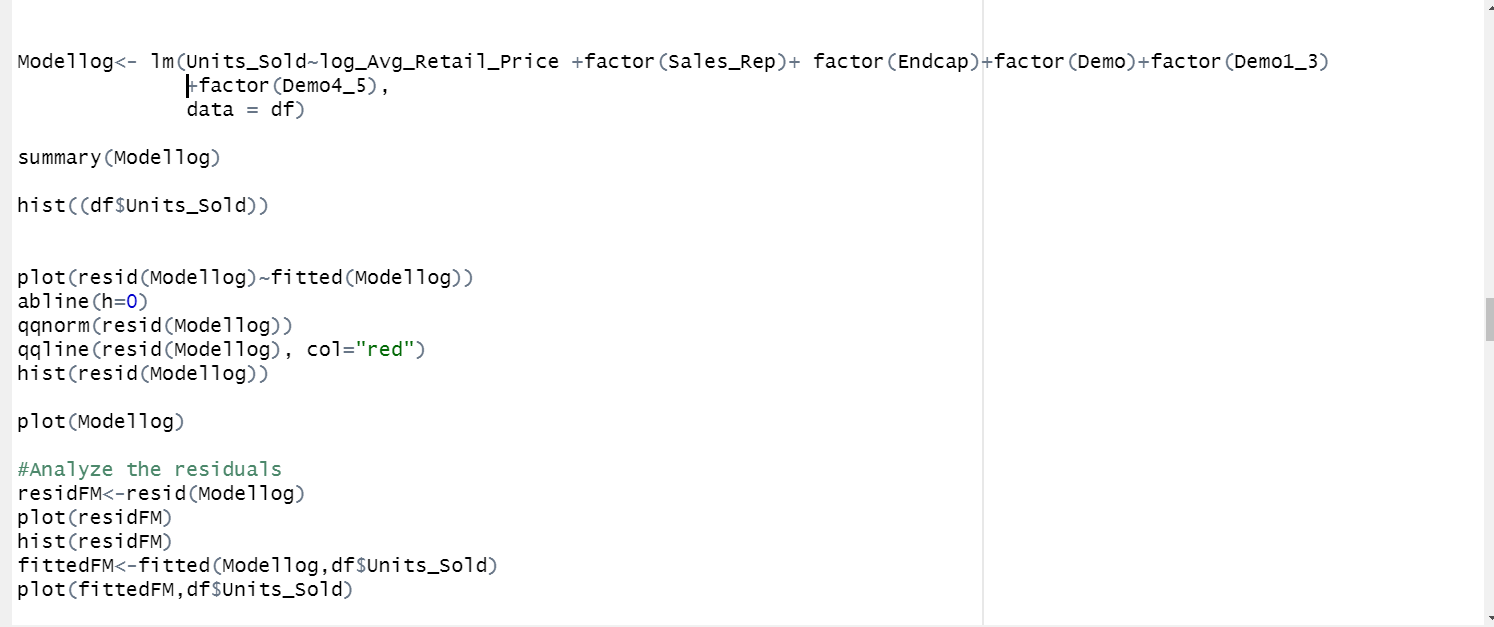 Modellog<- lm(Units_Sold~log_Avg_Retail_Price +factor(Sales_Rep)+ factor(Endcap)+factor(Demo)+factor(Demo1_3)
+factor(Demo4_5),
data = df)
summary(Modellog)
hist((df$Units_Sold))
plot(resid(Modellog)~fitted(Modellog))
abline(h=0)
qqnorm(resid(Modellog))
qqline(resid(Modellog), col="red")
hist(resid(Modellog))
plot(Modellog)
#Analyze the residuals
residFM<-resid(Modellog)
plot(residFM)
hist(residFM)
fittedFM<-fitted(Modellog,df$Units_Sold)
plot(fittedFM,df$Units_Sold)